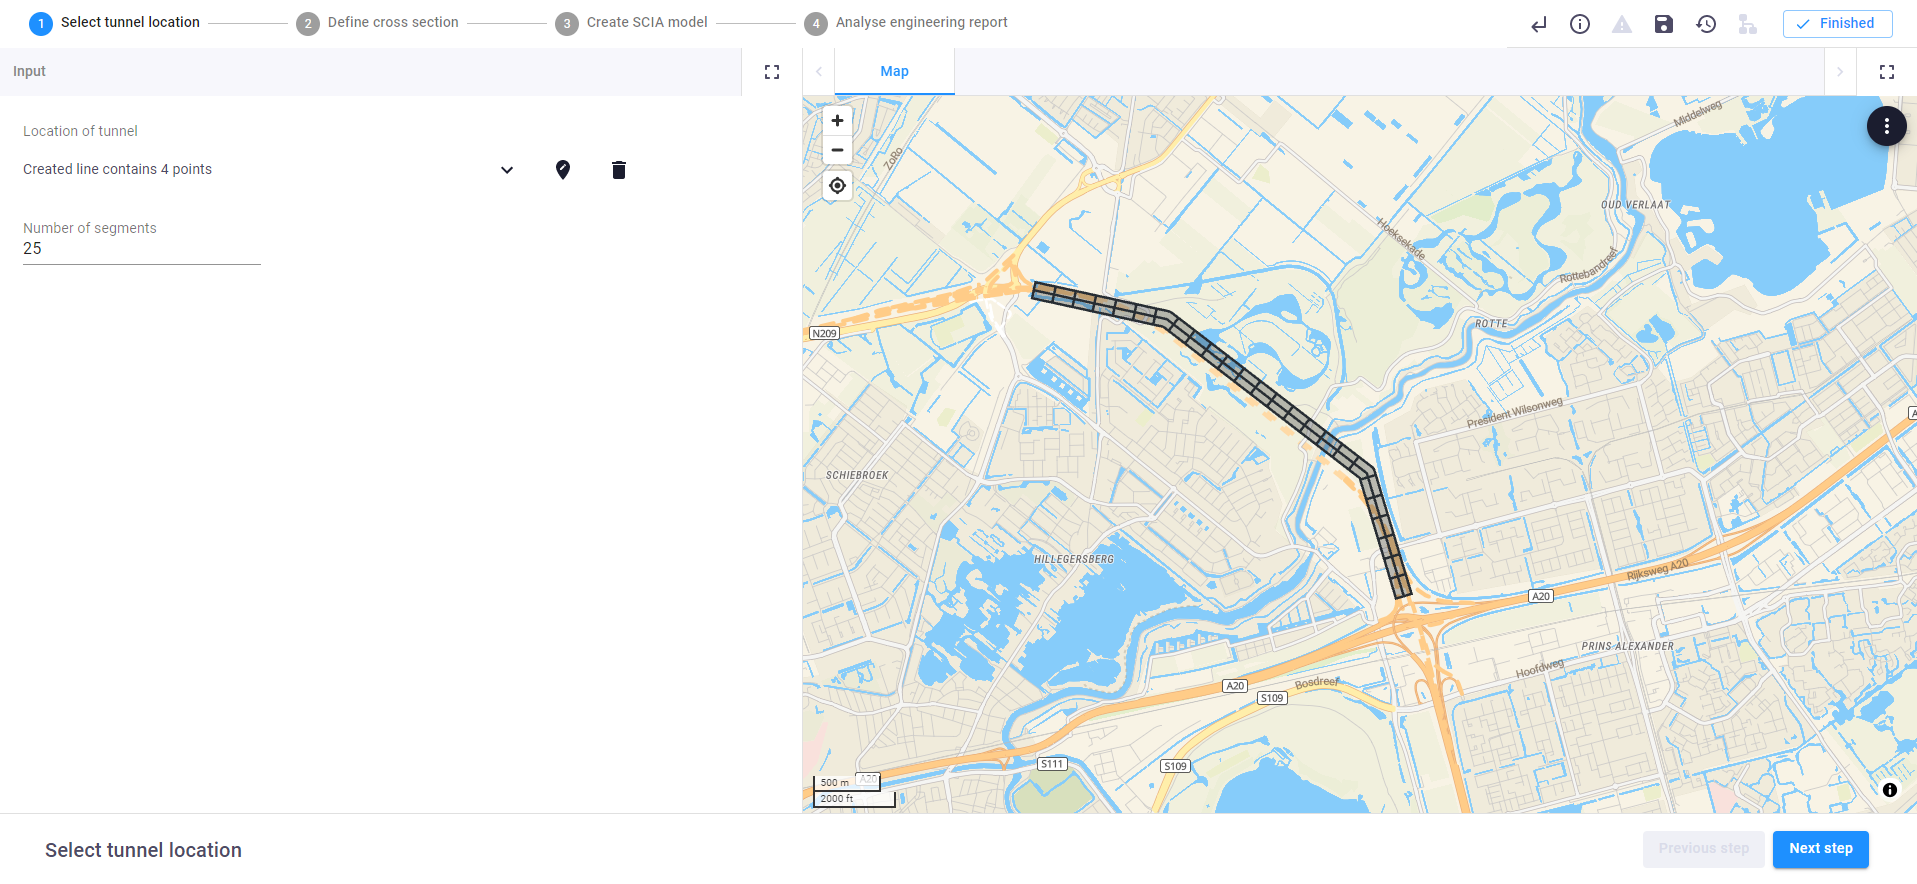 1 Select tunnel location
2 Define cross section
3 Create SCIA model
4 Analyse engineering report
Finished
Input
Map
Location of tunnel
Created line contains 4 points
Number of segments
25
Middelweg
ZoRo
OUD VERLAAT
Hoeksekade
Rottebandreef
ROTTE
N209
President Wilsonweg
A
SCHIEBROEK
HILLEGERSBERG
Rijksweg A20
A20
PRINS ALEXANDER
Hoofdweg
A20
Bosdreef
S109
S111
S109
A20
500 m
2000 ft
Select tunnel location
Previous step
Next step